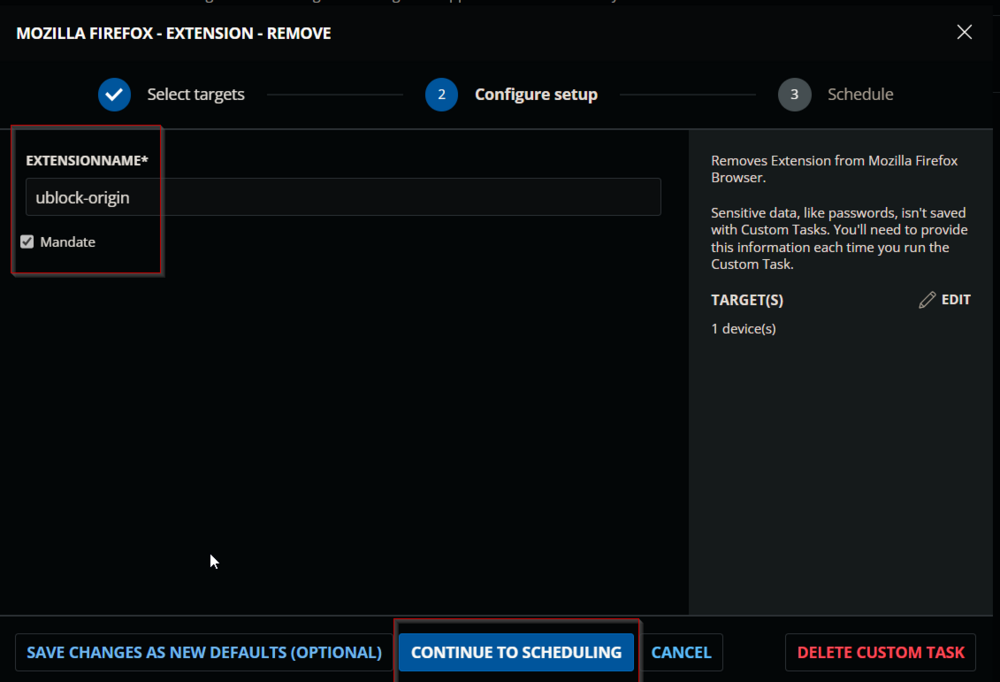 MOZILLA FIREFOX - EXTENSION - REMOVE
Select targets
2
Configure setup
3
Schedule
EXTENSIONNAME*
ublock-origin
Mandate
Removes Extension from Mozilla Firefox
Browser.
Sensitive data, like passwords, isn't saved
with Custom Tasks. You'll need to provide
this information each time you run the
Custom Task.
TARGET(S)
EDIT
1 device(s)
SAVE CHANGES AS NEW DEFAULTS (OPTIONAL)
CONTINUE TO SCHEDULING
CANCEL
DELETE CUSTOM TASK